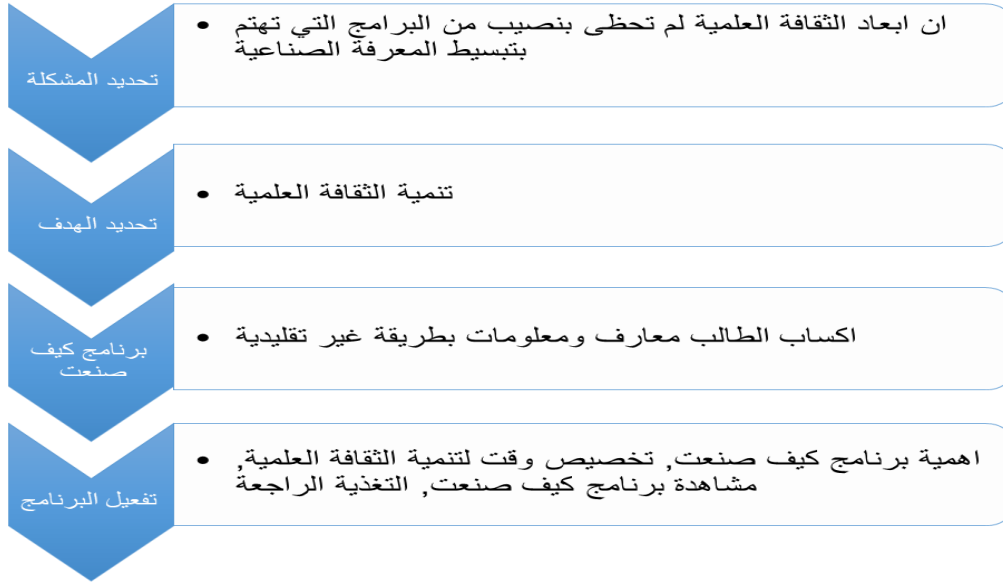 تحديد المشكلة
• ان ابعاد الثقافة العلمية لم تحظى بنصيب من البرامج التي تهتم
بتبسيط المعرفة الصناعية
تحديد الهدف
• تنمية الثقافة العلمية
برنامج كيف
صنعت
• اكساب الطالب معارف ومعلومات بطريقة غير تقليدية
تفعيل البرنامج
• اهمية برنامج كيف صنعت, تخصيص وقت لتنمية الثقافة العلمية,
مشاهدة برنامج كيف صنعت, التغذية الراجعة